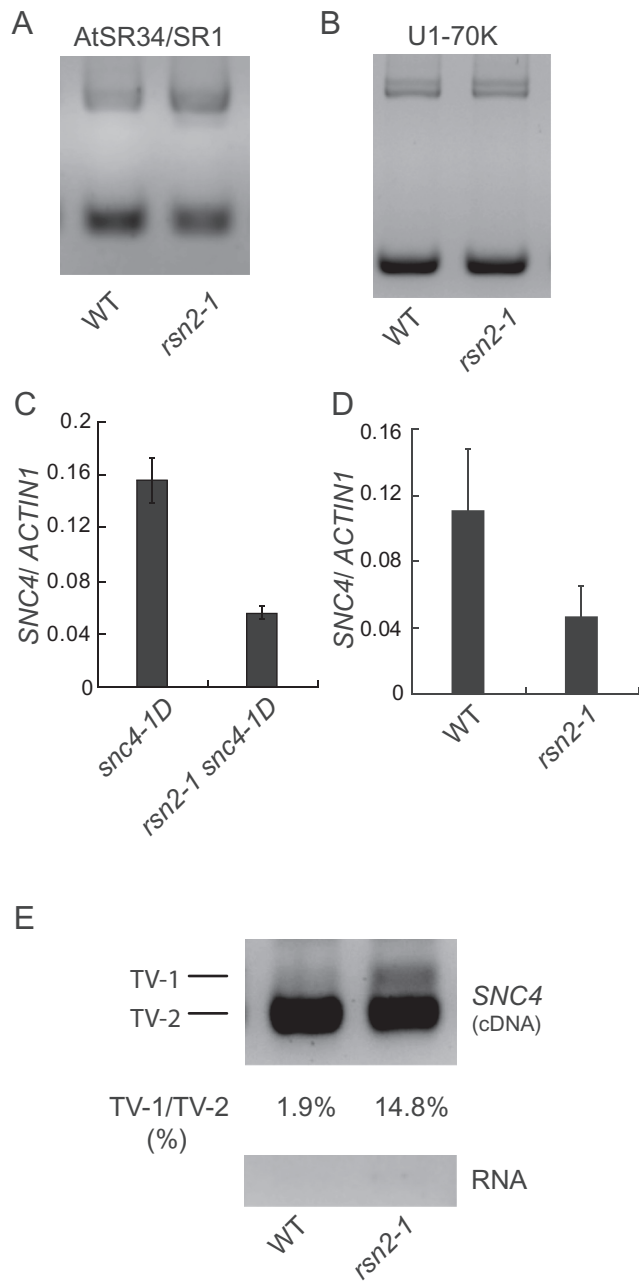 A
AtSR34/SR1
WT
rsn2-1
B
U1-70K
WT
rsn2-1
C
SNC4/ ACTIN1
0.2
0.16
0.12
0.08
0.04
0
snc4-1D
rsn2-1 snc4-1D
D
SNC4/ ACTIN1
0.16
0.12
0.08
0.04
0
WT
rsn2-1
E
TV-1
TV-2
SNC4
(cDNA)
TV-1/TV-2 1.9% 14.8%
(%)
RNA
WT
rsn2-1